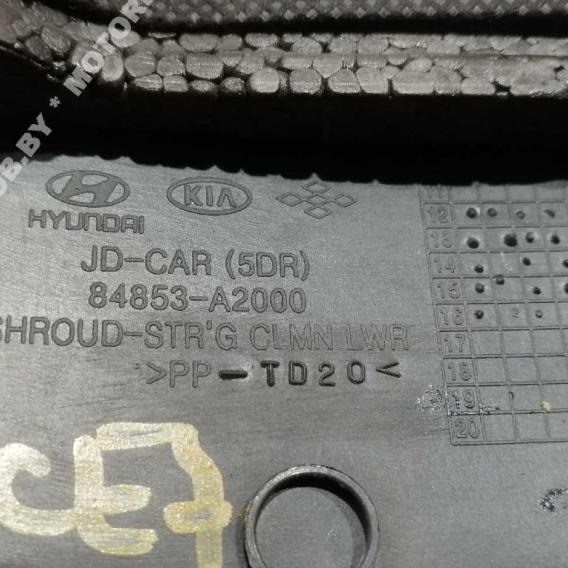 HYUNDAI KIA
JD-CAR (5DR)
84853-A2000
SHROUD-STR'G CLMN LWR
>PP-TD20<
12
13
14
15
16
17
18
19
20
CE7